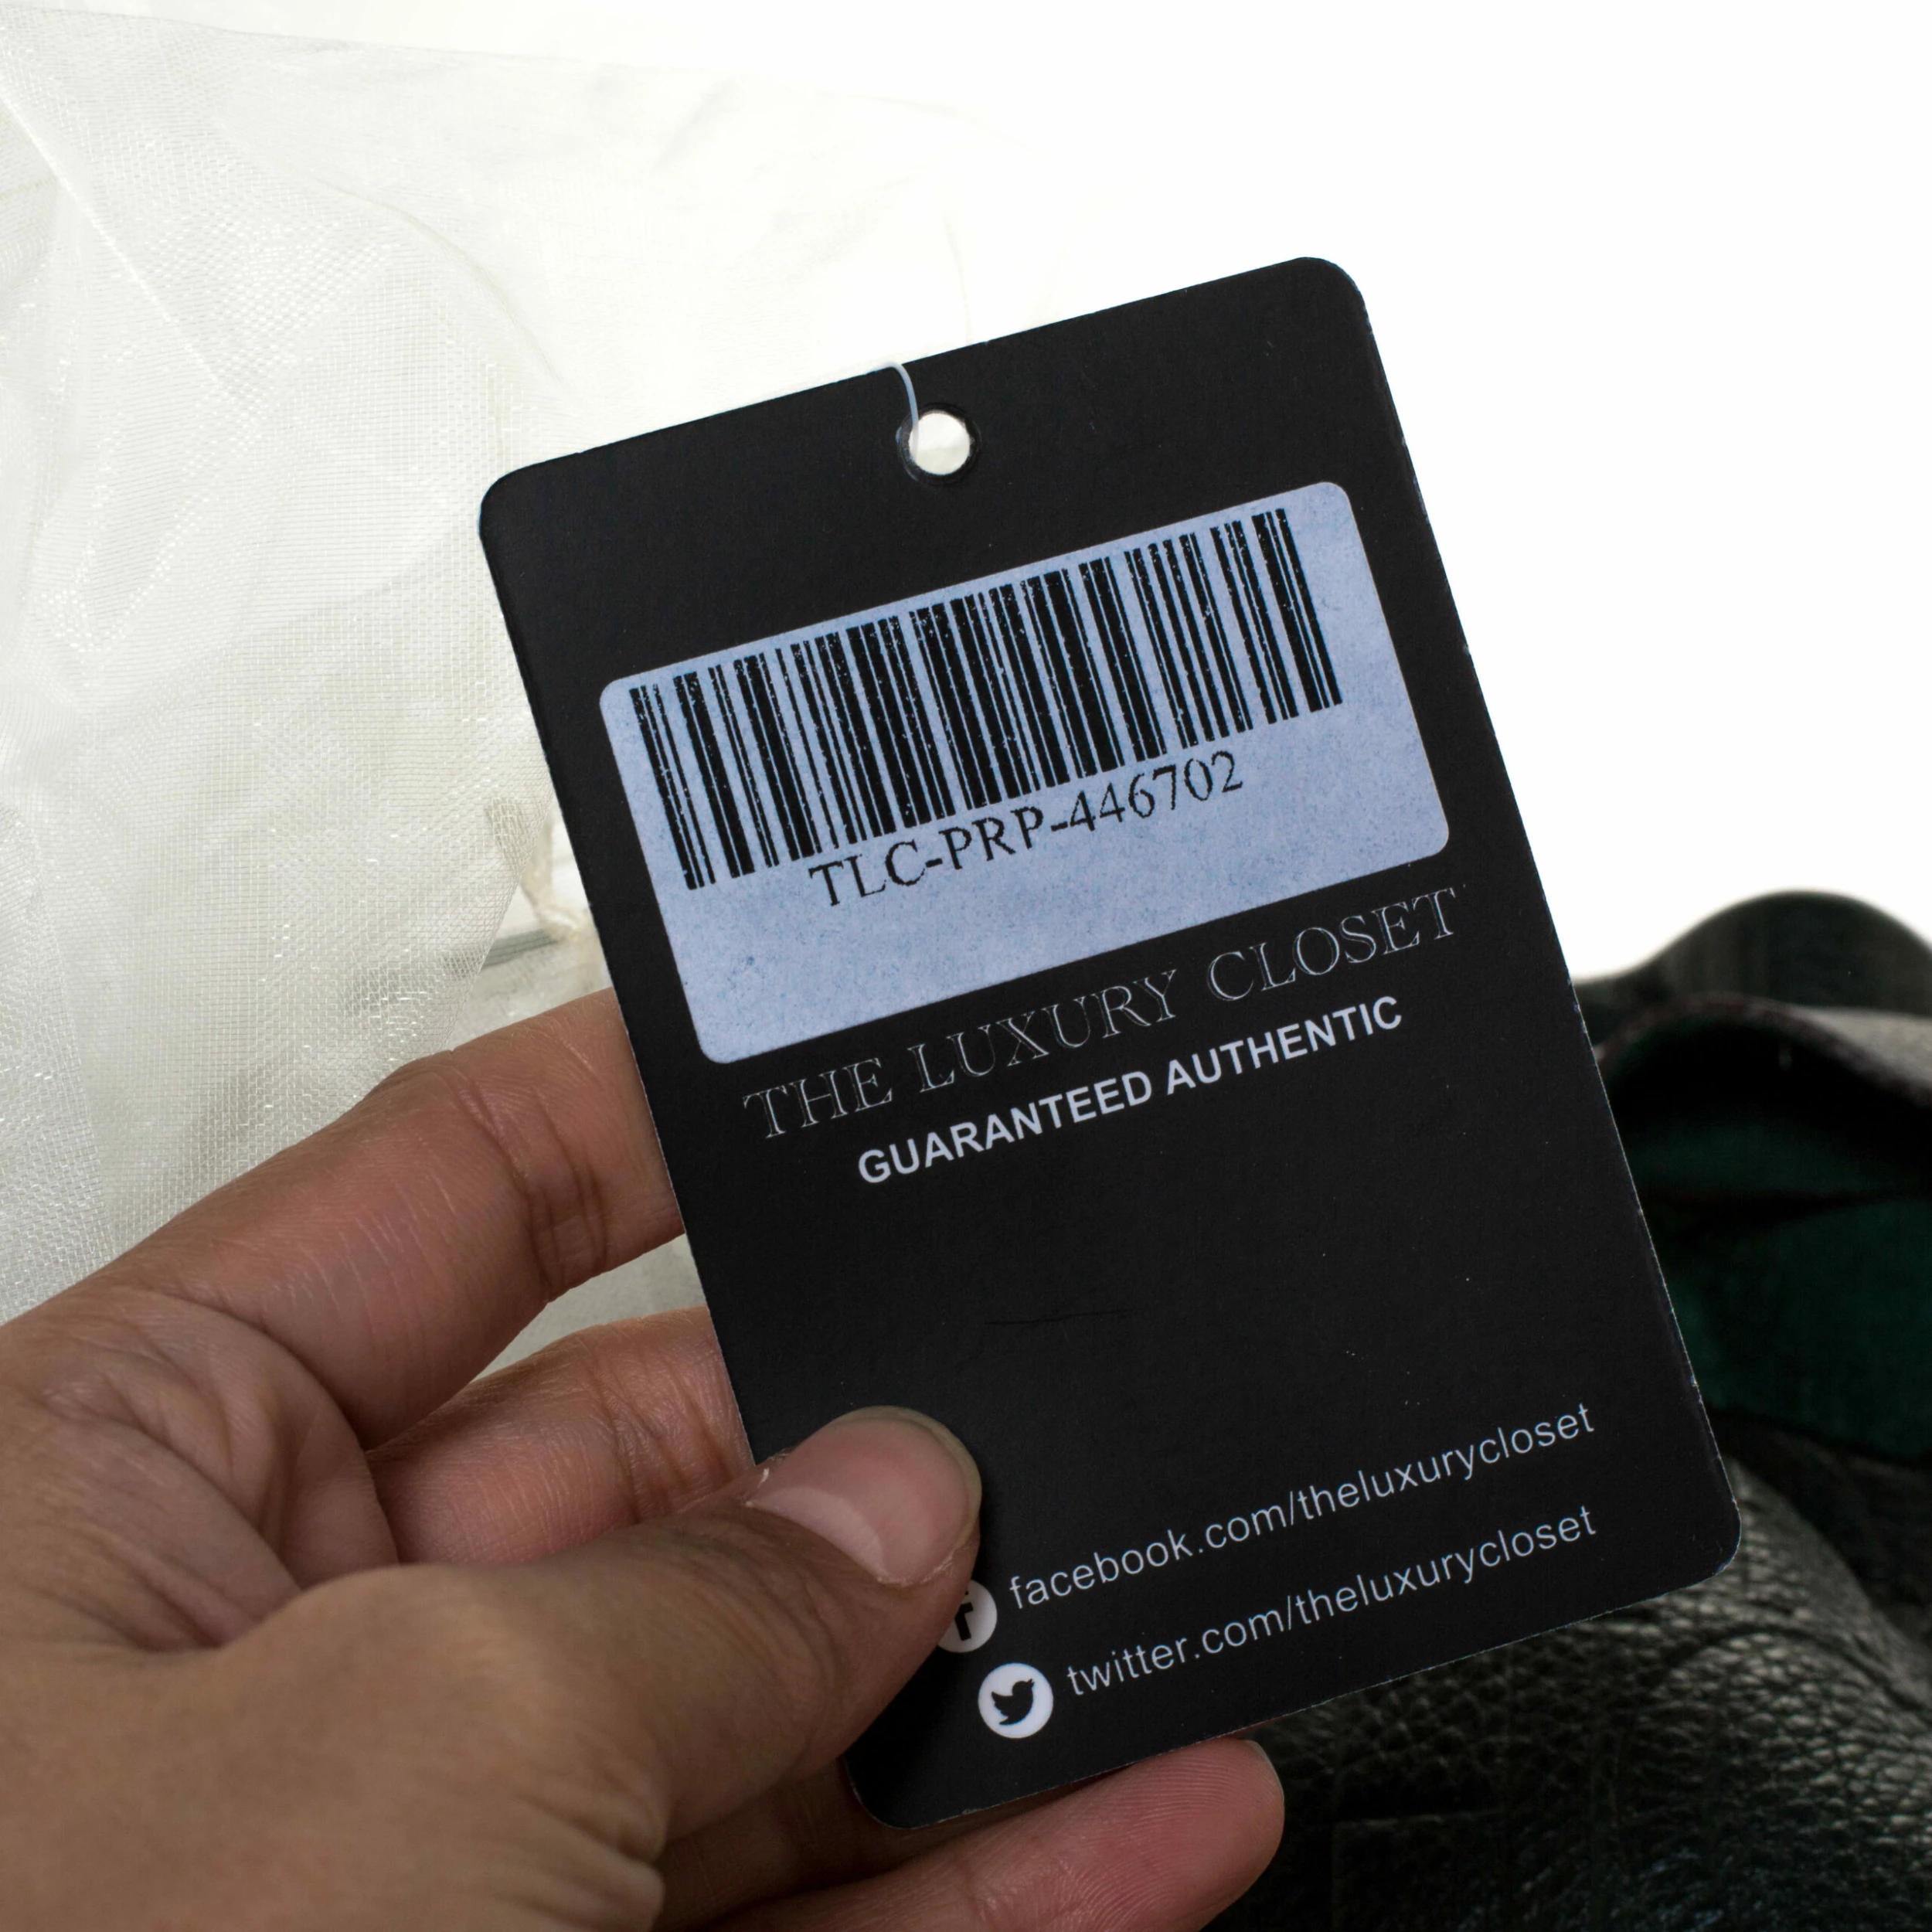 TLC-PRP-446702
THE LUXURY CLOSET
GUARANTEED AUTHENTIC
facebook.com/theluxurycloset
twitter.com/theluxurycloset